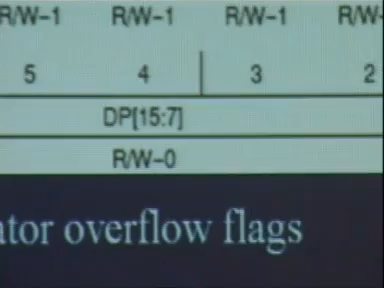 R/W–1 R/W–1 R/W–1 R/W
5 4 3 2
DP[15:7]
R/W–0
ator overflow flags